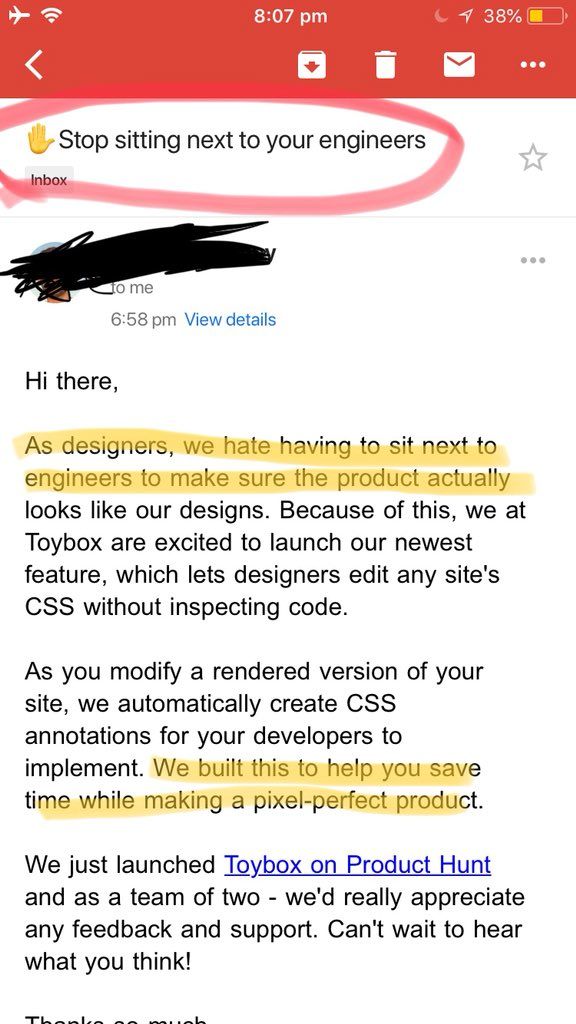 8:07 pm 38%
✋Stop sitting next to your engineers
Inbox
to me
6:58 pm View details
Hi there,
As designers, we hate having to sit next to
engineers to make sure the product actually
looks like our designs. Because of this, we at
Toybox are excited to launch our newest
feature, which lets designers edit any site's
CSS without inspecting code.
As you modify a rendered version of your
site, we automatically create CSS
annotations for your developers to
implement. We built this to help you save
time while making a pixel-perfect product.
We just launched Toybox on Product Hunt
and as a team of two - we'd really appreciate
any feedback and support. Can't wait to hear
what you think!
Thanks so much